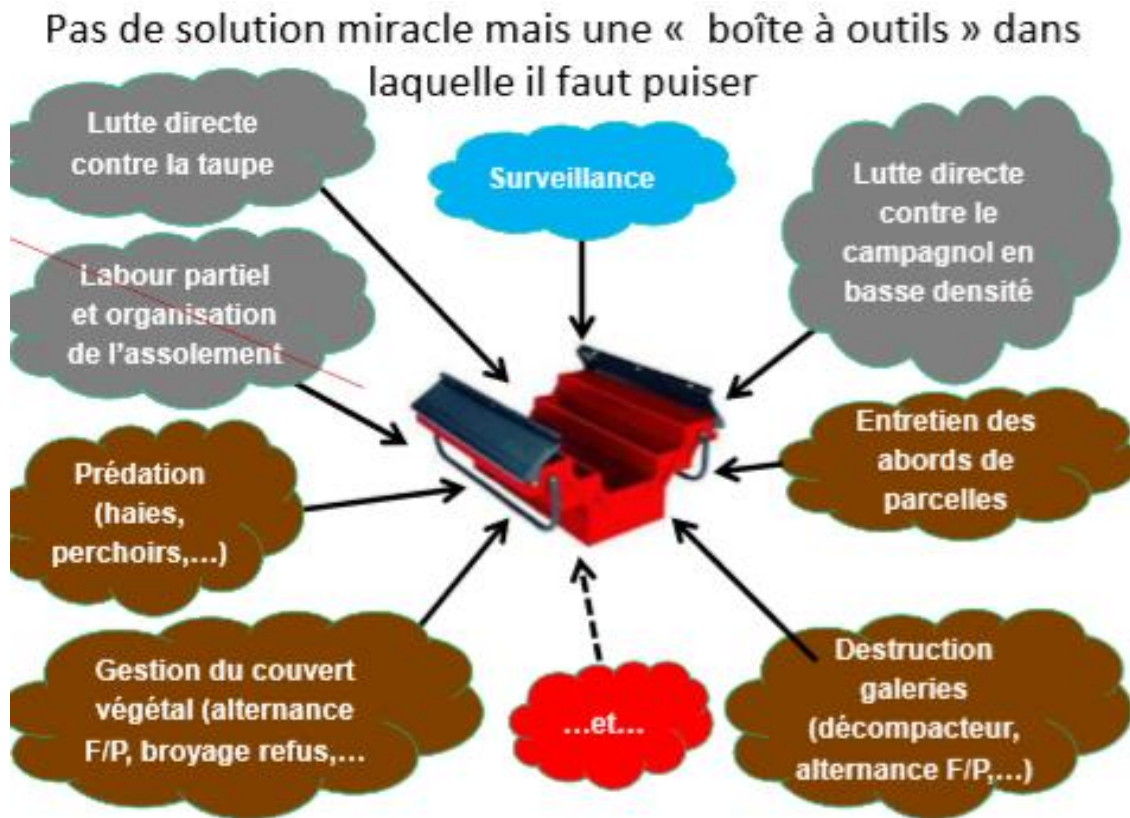 Pas de solution miracle mais une «  boîte à outils » dans
laquelle il faut puiser
Lutte directe
contre la taupe
Surveillance
Lutte directe
contre le
campagnol en
basse densité
Labour partiel
et organisation
de l'assolement
Entretien des
abords de
parcelles
Prédation
(haies,
perchoirs,…)
Gestion du couvert
végétal (alternance
F/P, broyage refus,…
…et…
Destruction
galeries
(décompacteur,
alternance F/P,…)